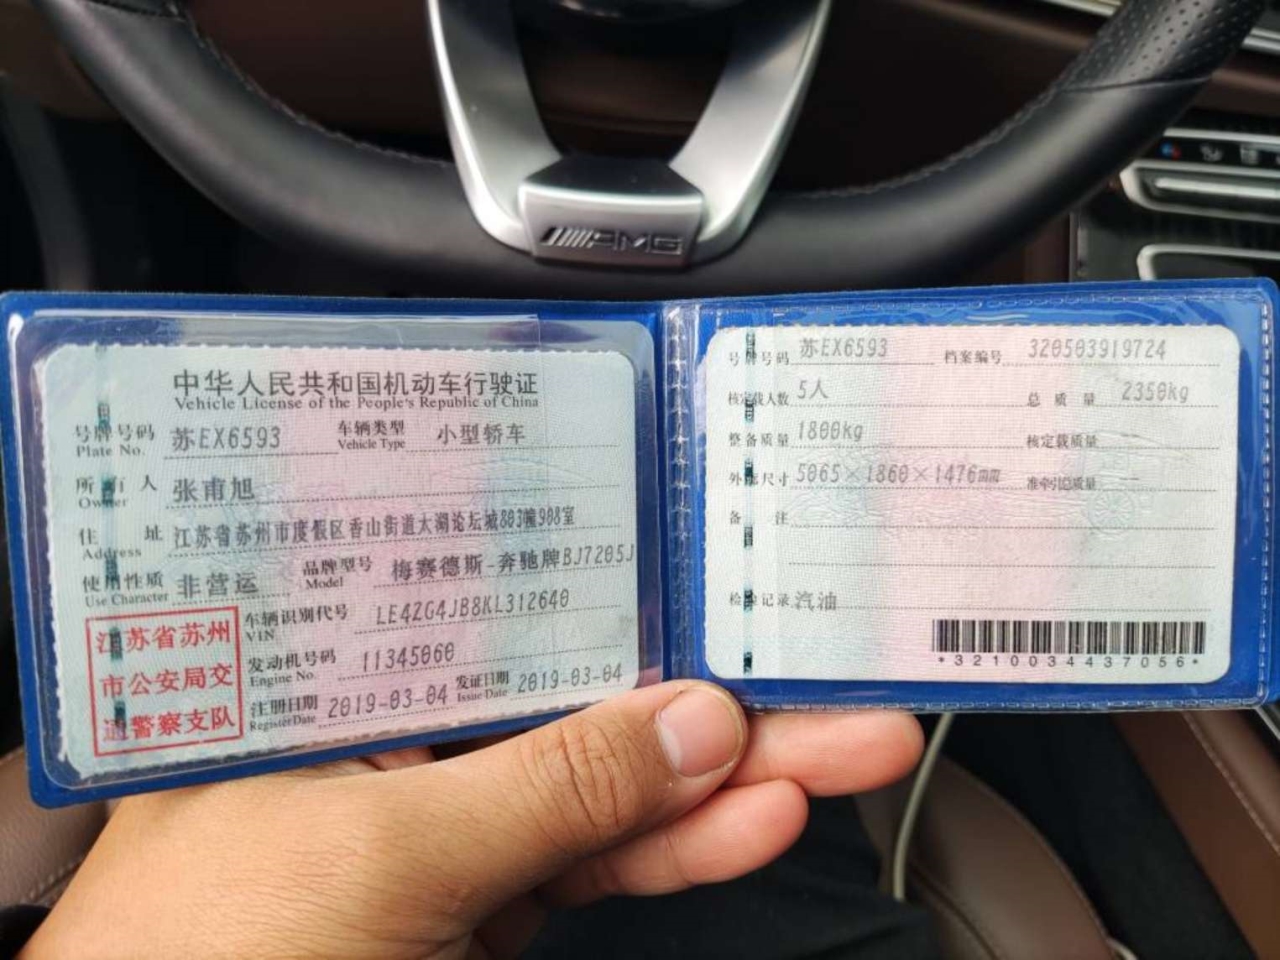 AMG
中华人民共和国机动车行驶证
Vehicle License of the People's Republic of China
号牌号码 苏EX6593 车辆类型 小型轿车
Plate No. Vehicle Type
所有人 张甫旭
Owner
住址 江苏省苏州市度假区香山街道太湖论坛城803幢908室
Address
使用性质 非营运 品牌型号 梅赛德斯-奔驰牌BJ7205J
Use Character Model
江苏省苏州
市公安局交
通警察支队
车辆识别代号 LE42G4JB8KL312640
VIN
发动机号码 11345060
Engine No.
注册日期 2019-03-04 发证日期 2019-03-04
Register Date Issue Date
号牌号码 苏EX6593 档案编号 320503919724
核定载人数 5人 总质量 2350kg
整备质量 1800kg 核定载质量 —
外廓尺寸 5065×1860×1476mm 准牵引总质量 —
备注
检验记录 汽油
*3210034437056*